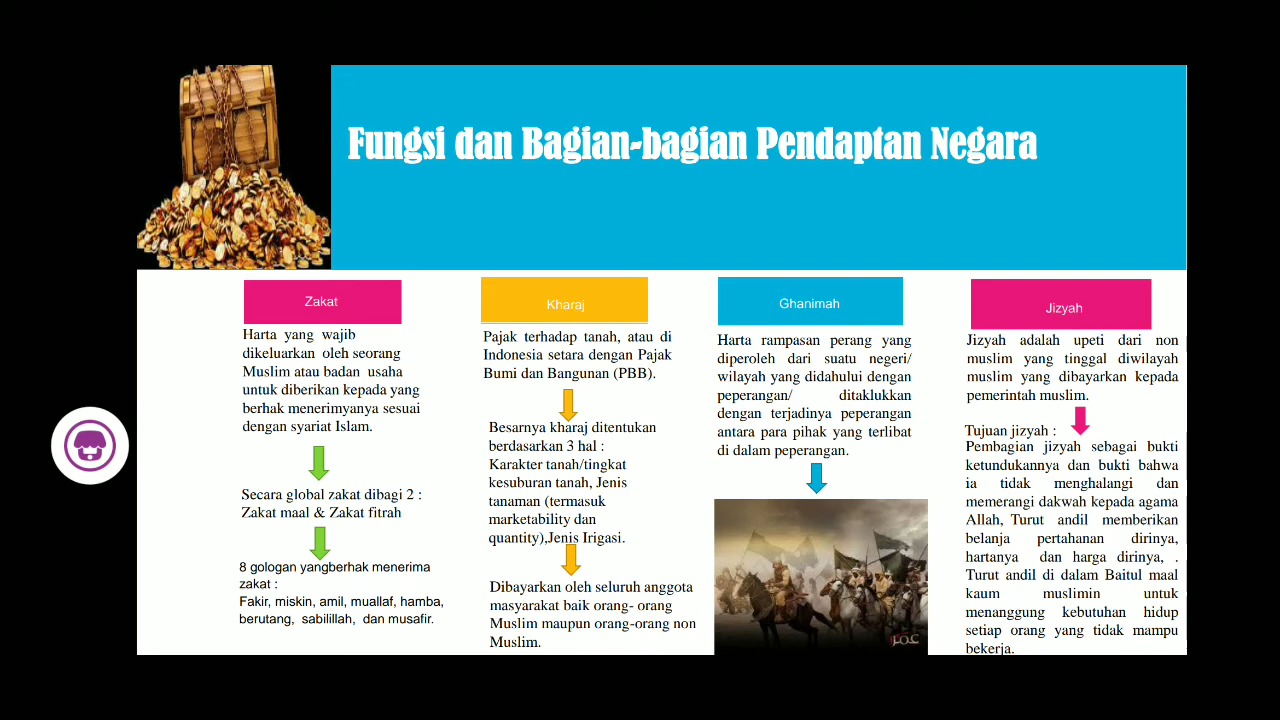 Fungsi dan Bagian-bagian Pendaptan Negara
Zakat
Harta yang wajib
dikeluarkan oleh seorang
Muslim atau badan usaha
untuk diberikan kepada yang
berhak menerimyanya sesuai
dengan syariat Islam.
Secara global zakat dibagi 2 :
Zakat maal & Zakat fitrah
8 gologan yangberhak menerima
zakat :
Fakir, miskin, amil, muallaf, hamba,
berutang, sabilillah, dan musafir.
Kharaj
Pajak terhadap tanah, atau di
Indonesia setara dengan Pajak
Bumi dan Bangunan (PBB).
Besarnya kharaj ditentukan
berdasarkan 3 hal :
Karakter tanah/tingkat
kesuburan tanah, Jenis
tanaman (termasuk
marketability dan
quantity),Jenis Irigasi.
Dibayarkan oleh seluruh anggota
masyarakat baik orang- orang
Muslim maupun orang-orang non
Muslim.
Ghanimah
Harta rampasan perang yang
diperoleh dari suatu negeri/
wilayah yang didahului dengan
peperangan/ ditaklukkan
dengan terjadinya peperangan
antara para pihak yang terlibat
di dalam peperangan.
Jizyah
Jizyah adalah upeti dari non
muslim yang tinggal diwilayah
muslim yang dibayarkan kepada
pemerintah muslim.
Tujuan jizyah :
Pembagian jizyah sebagai bukti
ketundukannya dan bukti bahwa
ia tidak menghalangi dan
memerangi dakwah kepada agama
Allah, Turut andil memberikan
belanja pertahanan dirinya,
hartanya dan harga dirinya, .
Turut andil di dalam Baitul maal
kaum muslimin untuk
menanggung kebutuhan hidup
setiap orang yang tidak mampu
bekerja.